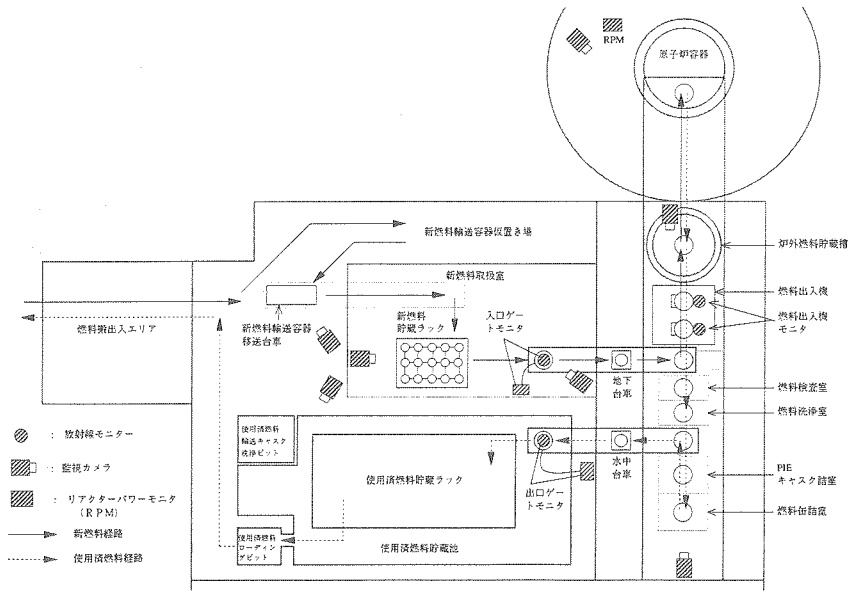 RPM
原子炉容器
新燃料輸送容器仮置き場
炉外燃料貯蔵槽
新燃料取扱室
燃料出入機
燃料出入機
モニタ
燃料搬出入エリア
新燃料輸送容器
移送台車
新燃料
貯蔵ラック
入口ゲー
トモニタ
地下
台車
燃料検査室
燃料洗浄室
使用済燃料
輸送キャスク
洗浄ピット
水中
台車
PIE
キャスク詰室
使用済燃料貯蔵ラック
出口ゲー
トモニタ
燃料缶詰室
使用済燃料
ローディン
グピット
使用済燃料貯蔵池
: 放射線モニター
: 監視カメラ
: リアクターパワーモニタ
(RPM)
: 新燃料経路
: 使用済燃料経路